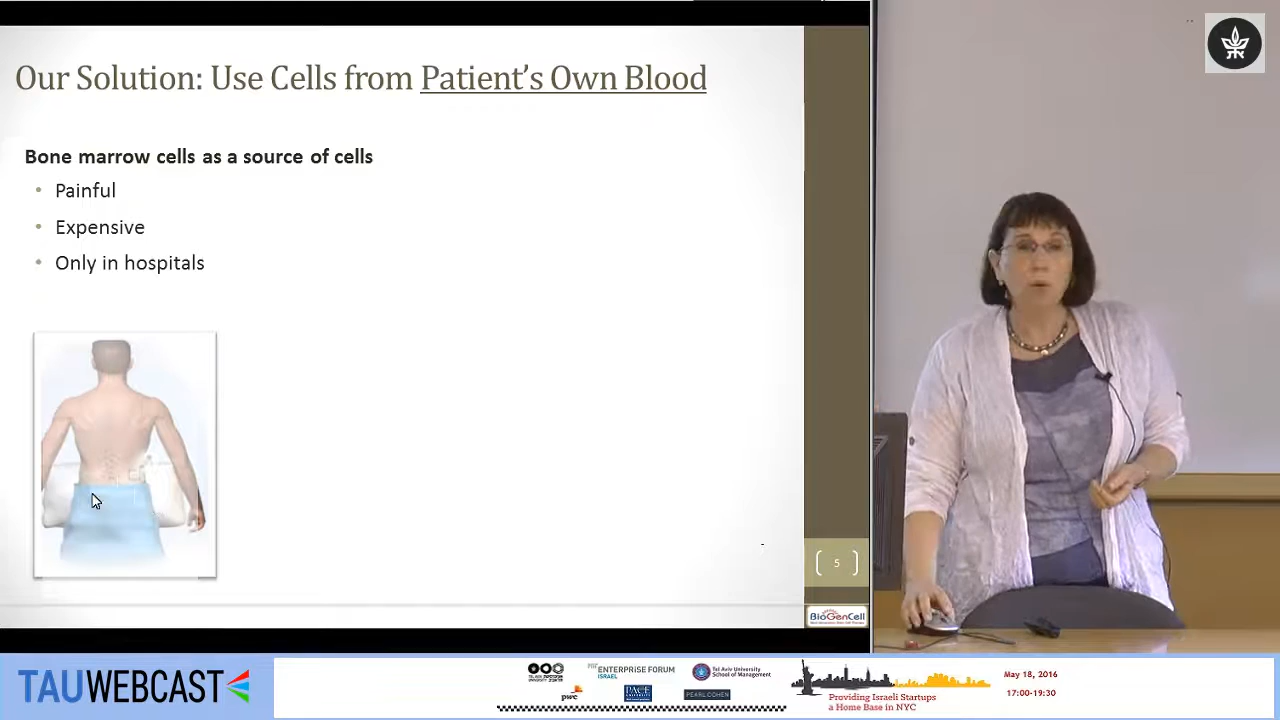 Our Solution: Use Cells from Patient's Own Blood
Bone marrow cells as a source of cells
• Painful
• Expensive
• Only in hospitals
5
BioGenCell
TAUWEBCAST
ENTERPRISE FORUM
ISRAEL
Tel Aviv University
School of Management
pwc
PACE
PEARL COHEN
Providing Israeli Startups
a Home Base in NYC
May 18, 2016
17:00-19:30